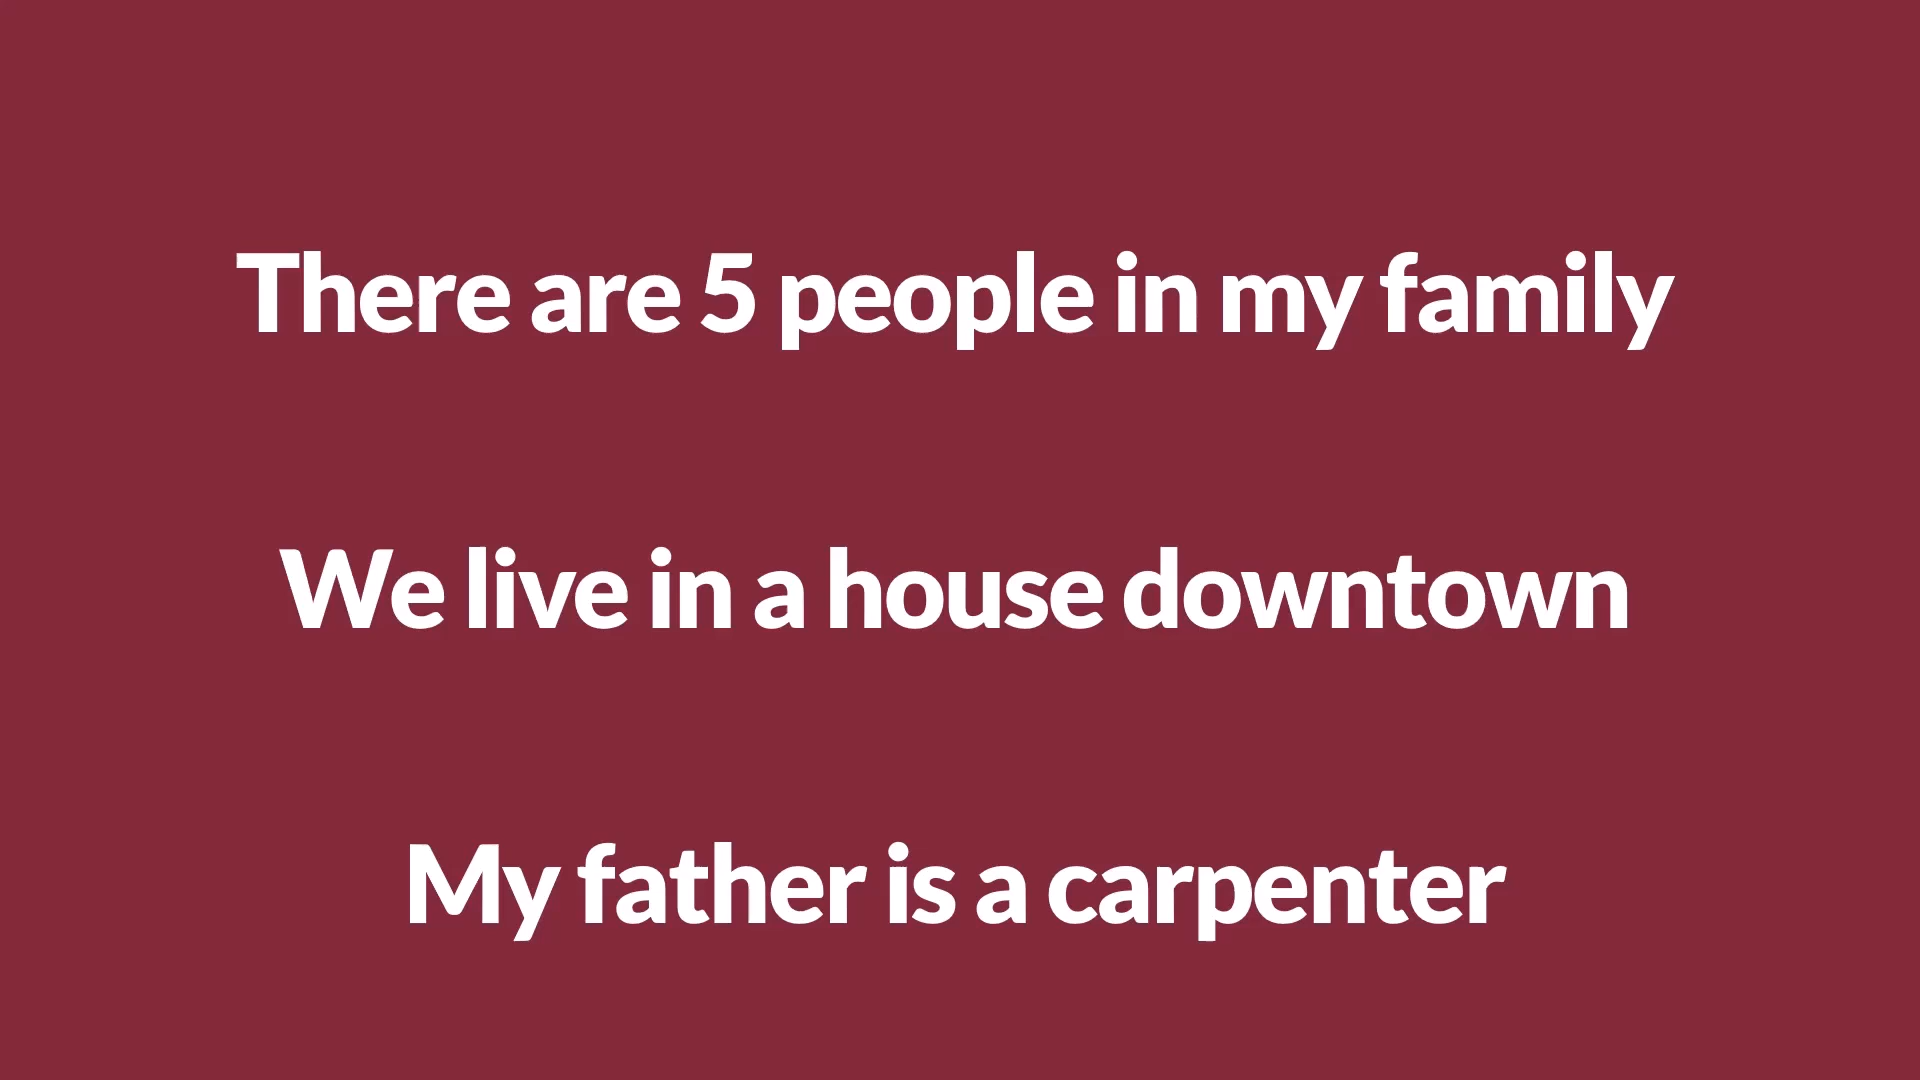 There are 5 people in my family
We live in a house downtown
My father is a carpenter